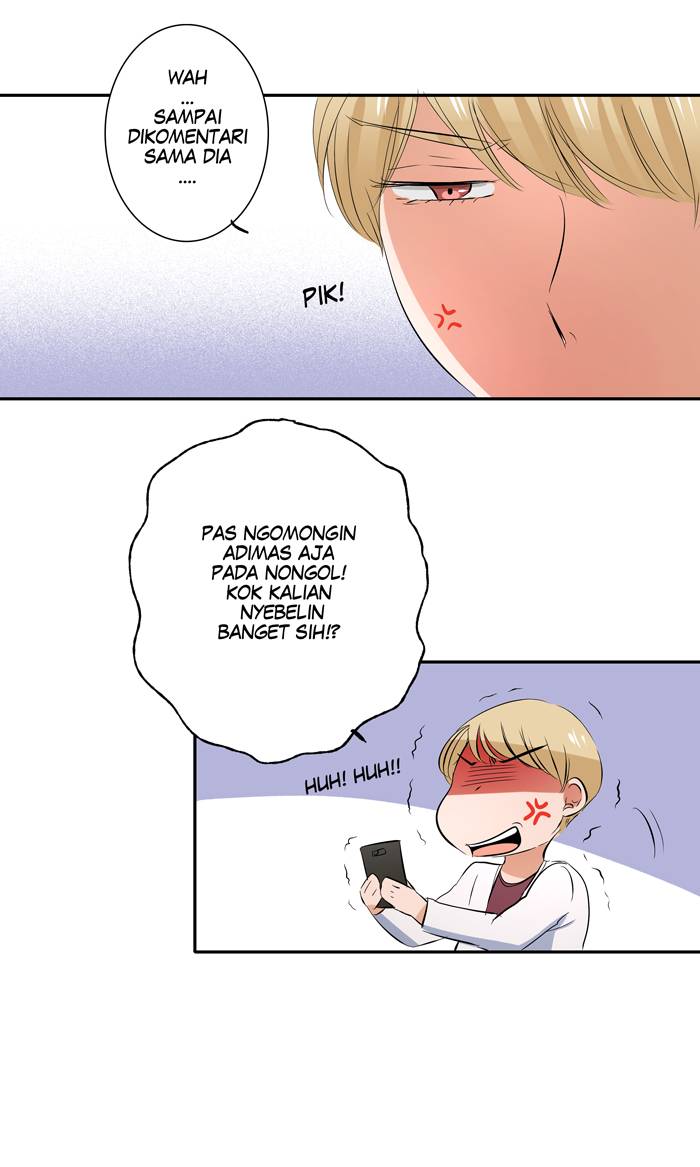 WAH
...
SAMPAI
DIKOMENTARI
SAMA DIA
....
PIK!
PAS NGOMONGIN
ADIMAS AJA
PADA NONGOL!
KOK KALIAN
NYEBELIN
BANGET SIH!?
HUH! HUH!!